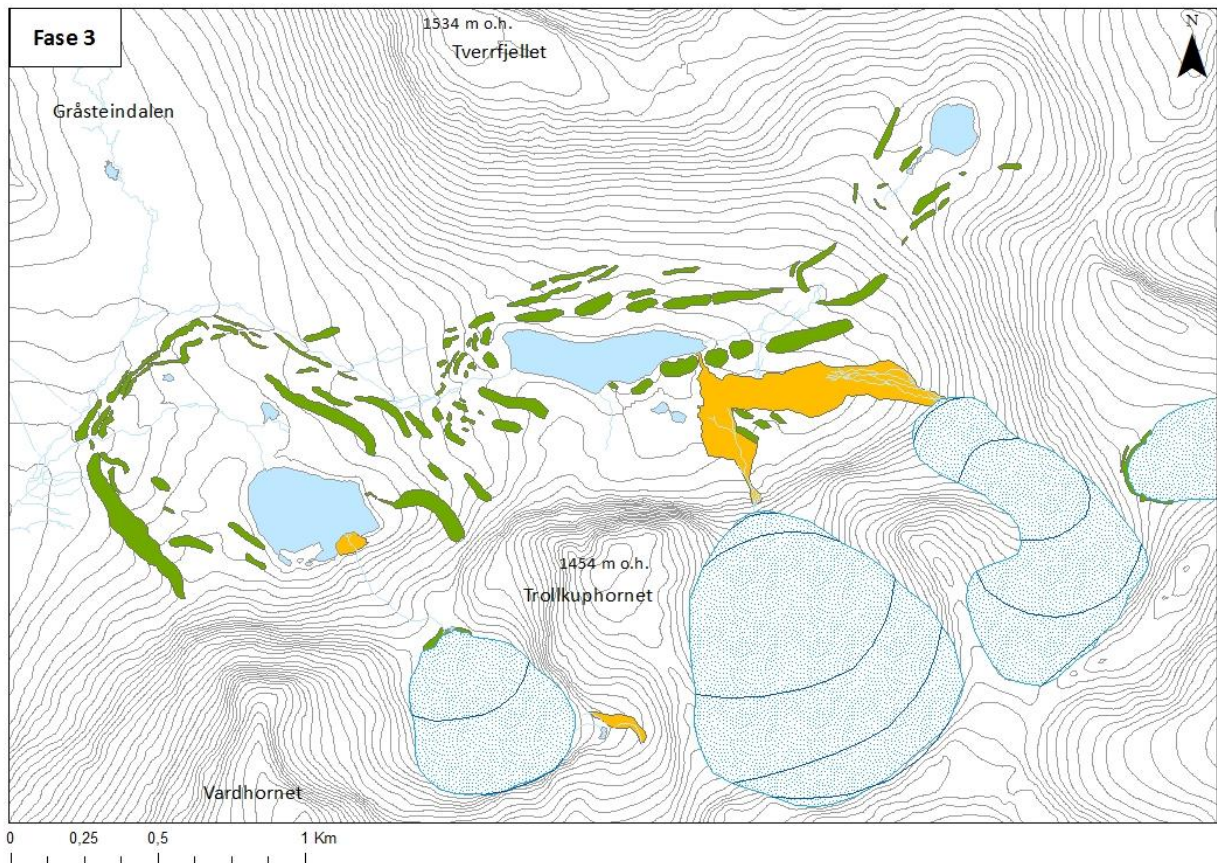 Fase 3
1534 m o.h.
Tverrfjellet
N
Gråsteindalen
1454 m o.h.
Trollkuphornet
Vardhornet
0 0,25 0,5 1 Km